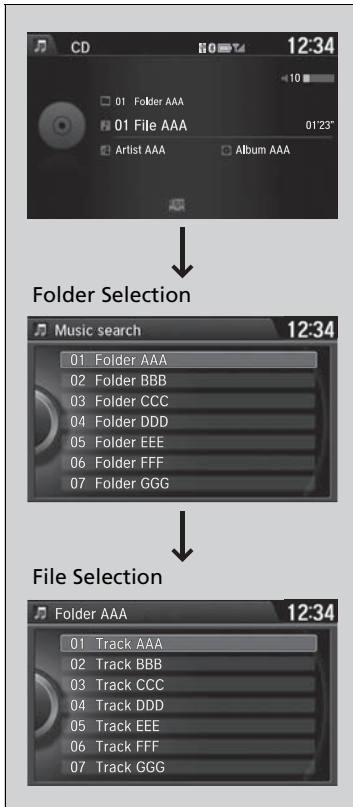 CD 12:34
10
01 Folder AAA
01 File AAA 01'23"
Artist AAA Album AAA
Folder Selection
Music search 12:34
01 Folder AAA
02 Folder BBB
03 Folder CCC
04 Folder DDD
05 Folder EEE
06 Folder FFF
07 Folder GGG
File Selection
Folder AAA 12:34
01 Track AAA
02 Track BBB
03 Track CCC
04 Track DDD
05 Track EEE
06 Track FFF
07 Track GGG